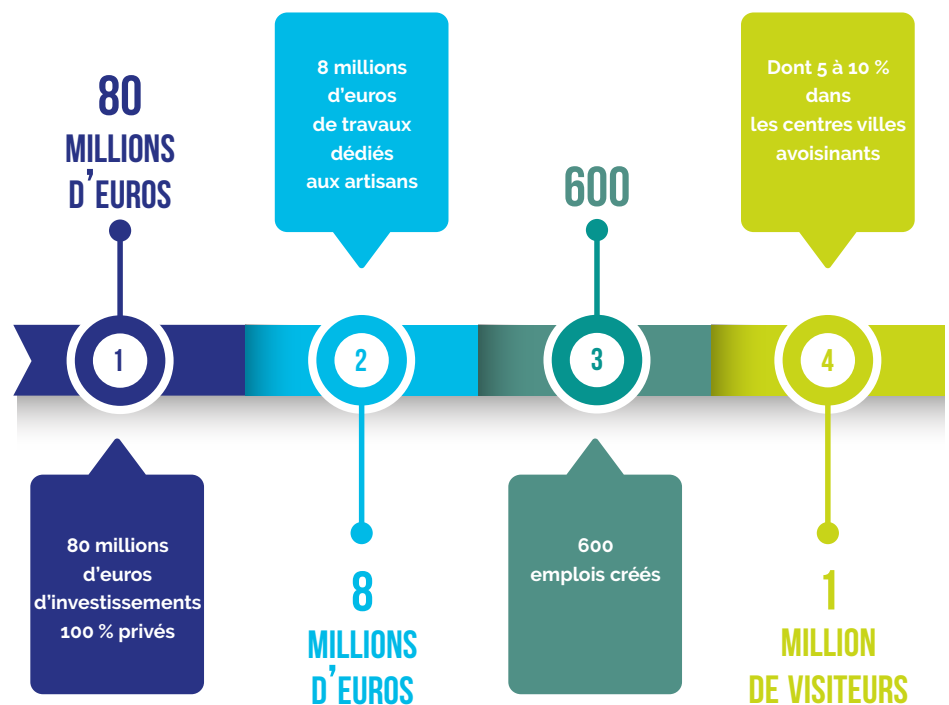 80
MILLIONS
D'EUROS
1
80 millions
d'euros
d'investissements
100 % privés
8 millions
d'euros
de travaux
dédiés
aux artisans
2
8
MILLIONS
D'EUROS
600
3
600
emplois créés
Dont 5 à 10 %
dans
les centres villes
avoisinants
4
1
MILLION
DE VISITEURS